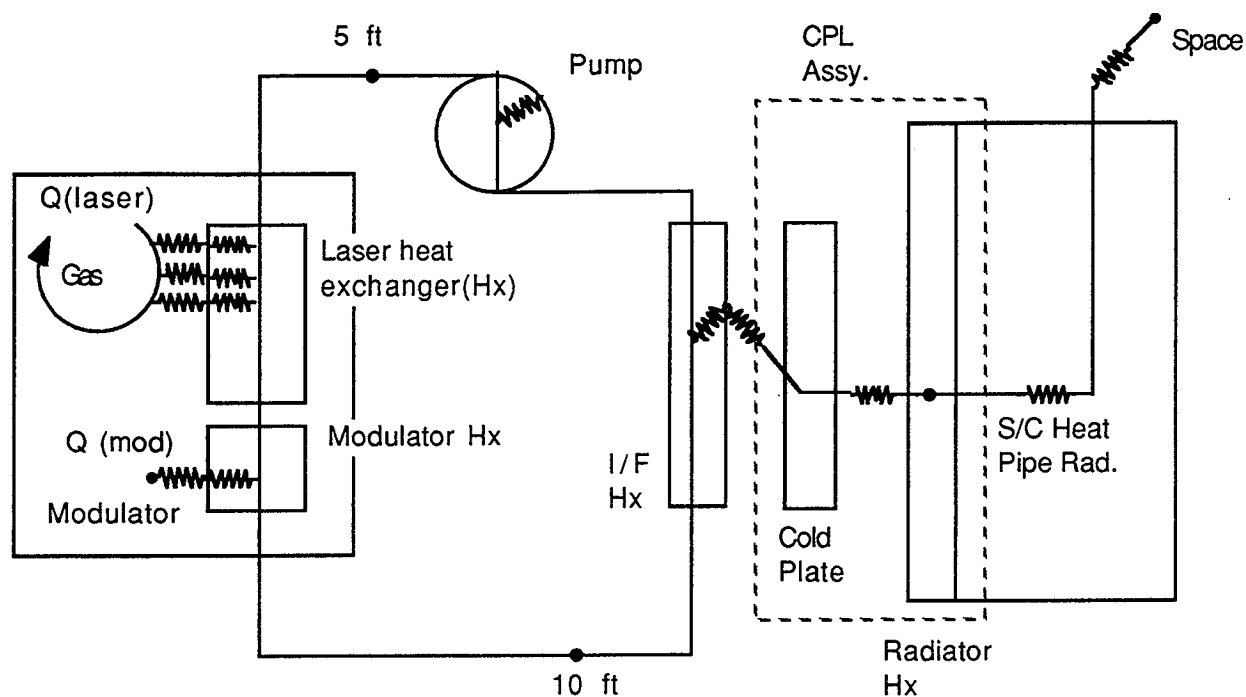 5 ft
Pump
CPL
Assy.
Space
Q(laser)
Gas
Laser heat
exchanger(Hx)
Q (mod)
Modulator Hx
Modulator
I/F
Hx
Cold
Plate
S/C Heat
Pipe Rad.
10 ft
Radiator
Hx